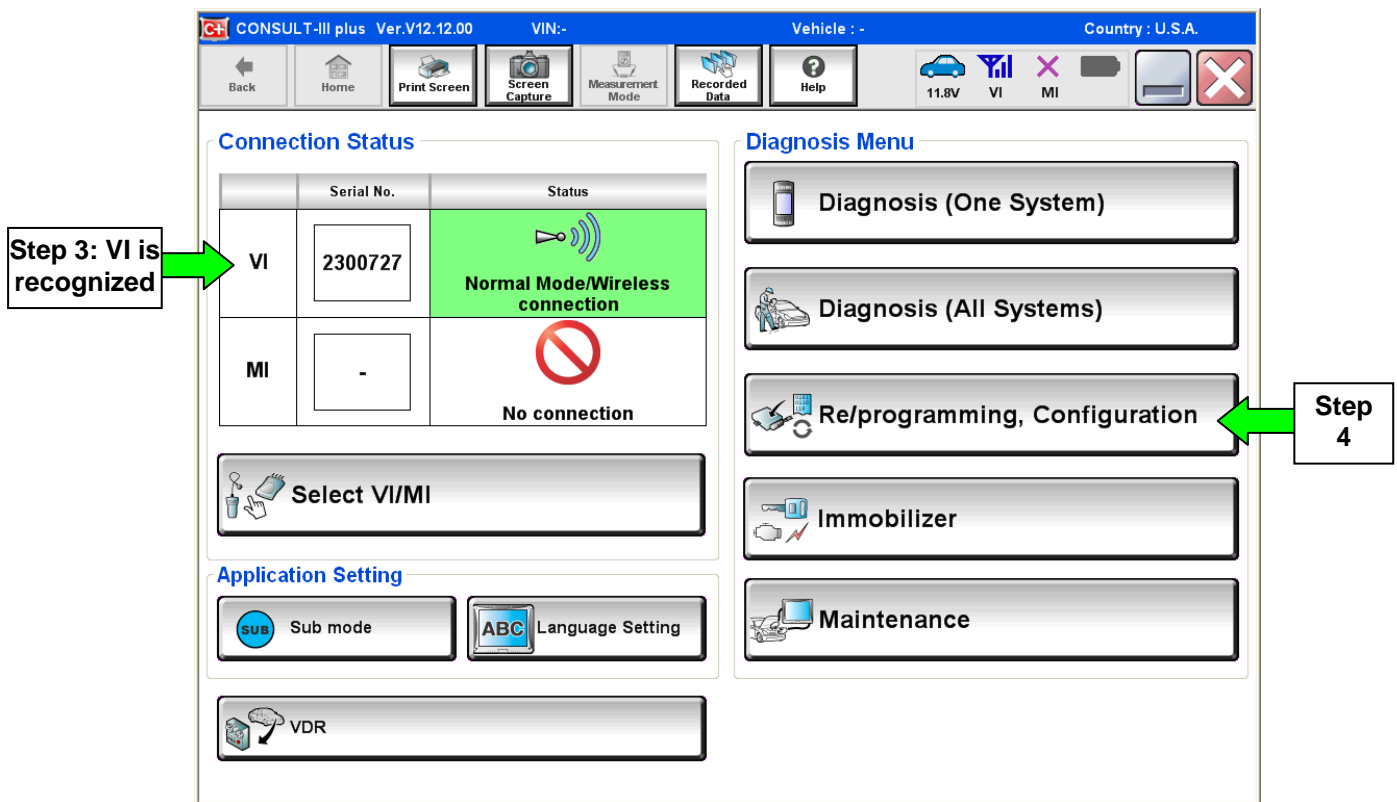 C+ CONSULT-III plus Ver.V12.12.00 VIN:- Vehicle : - Country : U.S.A.
Back
Home
Print Screen
Screen
Capture
Measurement
Mode
Recorded
Data
Help
11.8V
VI
MI
Connection Status
Serial No. Status
VI 2300727
Normal Mode/Wireless
connection
MI -
No connection
Step 3: VI is
recognized
Select VI/MI
Application Setting
SUB Sub mode
ABC Language Setting
VDR
Diagnosis Menu
Diagnosis (One System)
Diagnosis (All Systems)
Re/programming, Configuration
Step
4
Immobilizer
Maintenance